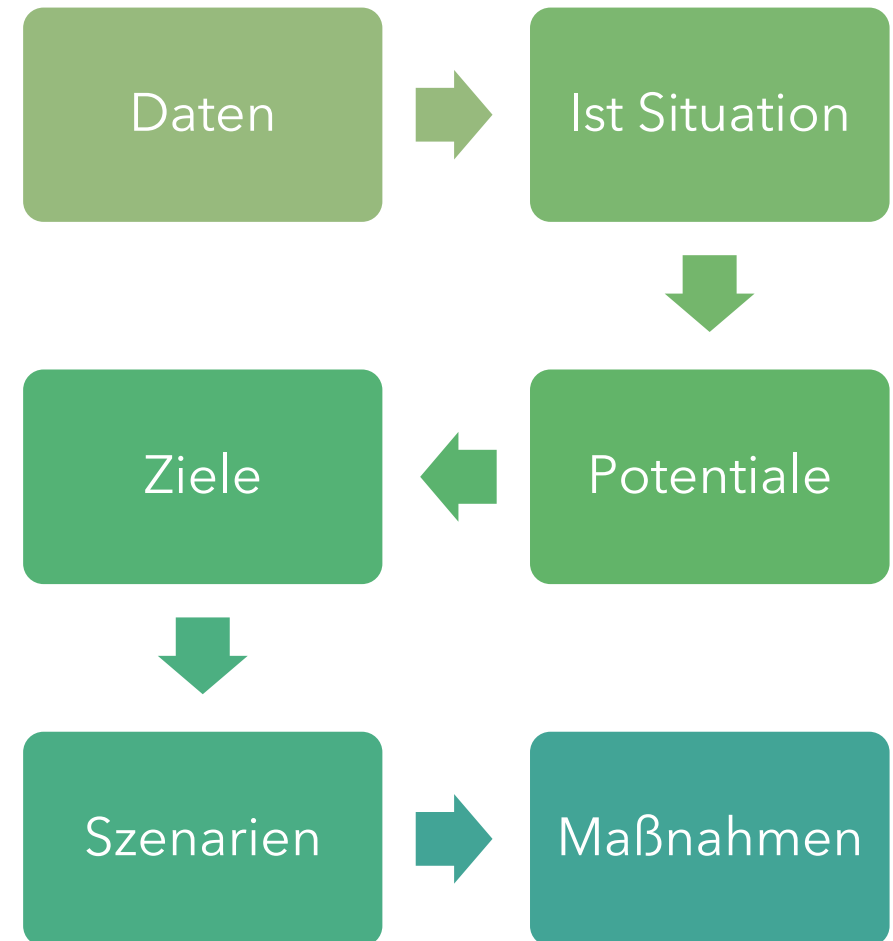 Daten
Ist Situation
Potentiale
Ziele
Szenarien
Maßnahmen